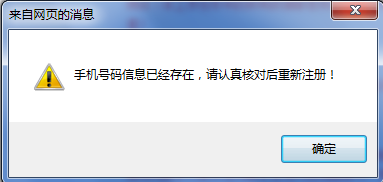 来自网页的消息
手机号码信息已经存在，请认真核对后重新注册！
确定